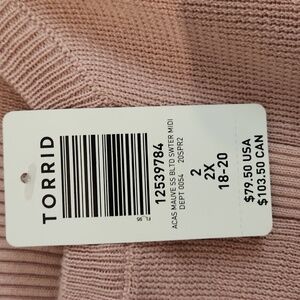 TORRID
12539784
ACAS MAUVE SS BLTD SWTER MIDI
DEPT 0054 20SPR2
2
2X
18-20
$79.50 USA
$103.50 CAN